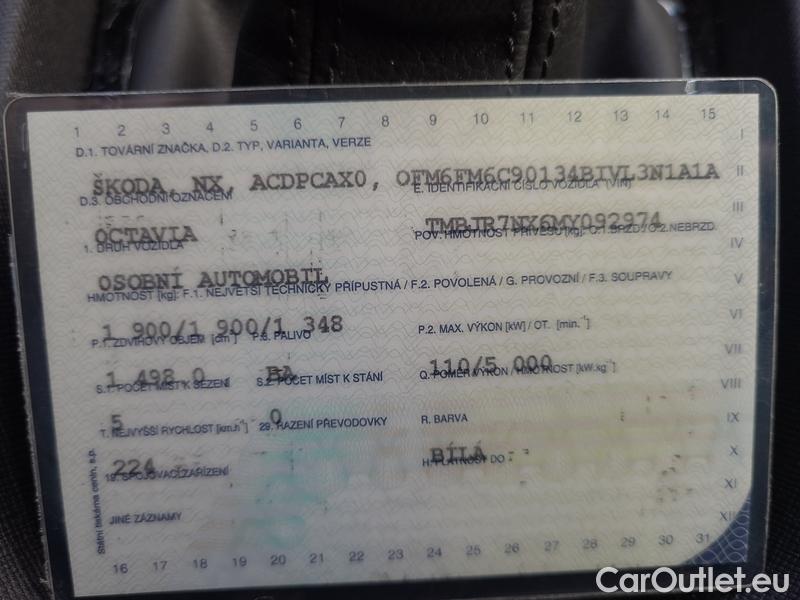 1 2 3 4 5 6 7 8 9 10 11 12 13 14 15
D.1. TOVÁRNÍ ZNAČKA, D.2. TYP, VARIANTA, VERZE I
ŠKODA, NX, ACDPCAX0, OFM6FM6C90134BIVL3N1A1A II
D.3. OBCHODNÍ OZNAČENÍ E. IDENTIFIKAČNÍ ČÍSLO VOZIDLA (VIN)
OCTAVIA TMBJR7NX6MY092974 III
1. DRUH VOZIDLA POV. HMOTNOST PŘÍVĚSU [kg]: O.1. BRZD./O.2. NEBRZD. IV
OSOBNÍ AUTOMOBIL
HMOTNOST [kg]: F.1. NEJVĚTŠÍ TECHNICKY PŘÍPUSTNÁ / F.2. POVOLENÁ / G. PROVOZNÍ / F.3. SOUPRAVY V
1 900/1 900/1 348 VI
P.1. ZDVIHOVÝ OBJEM [cm³] P.3. PALIVO P.2. MAX. VÝKON [kW] / OT. [min.⁻¹]
1 498,0 BA 110/5 000 VII
S.1. POČET MÍST K SEZENÍ S.2. POČET MÍST K STÁNÍ Q. POMĚR VÝKON / HMOTNOST [kW.kg⁻¹] VIII
5 0
T. NEJVYŠŠÍ RYCHLOST [km.h⁻¹] 29. ŘAZENÍ PŘEVODOVKY R. BARVA IX
224 BÍLÁ X
19. SPOJOVACÍ ZAŘÍZENÍ H. PLATNOST DO
XI
JINÉ ZÁZNAMY XII
Státní tiskárna cenin, s.p.
16 17 18 19 20 21 22 23 24 25 26 27 28 29 30 31
CarOutlet.eu